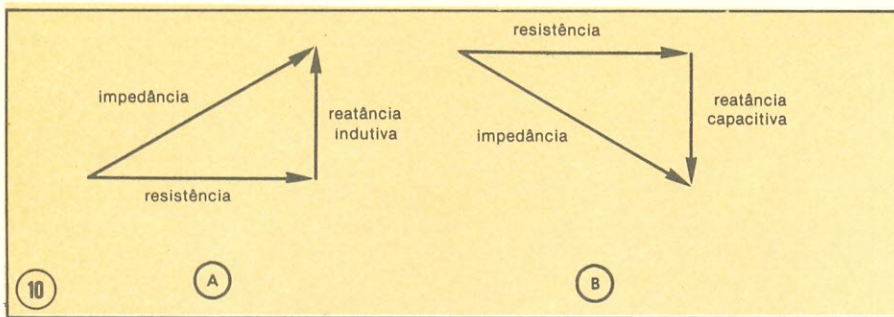 impedância
reatância
indutiva
resistência
A
resistência
reatância
capacitiva
impedância
B
10